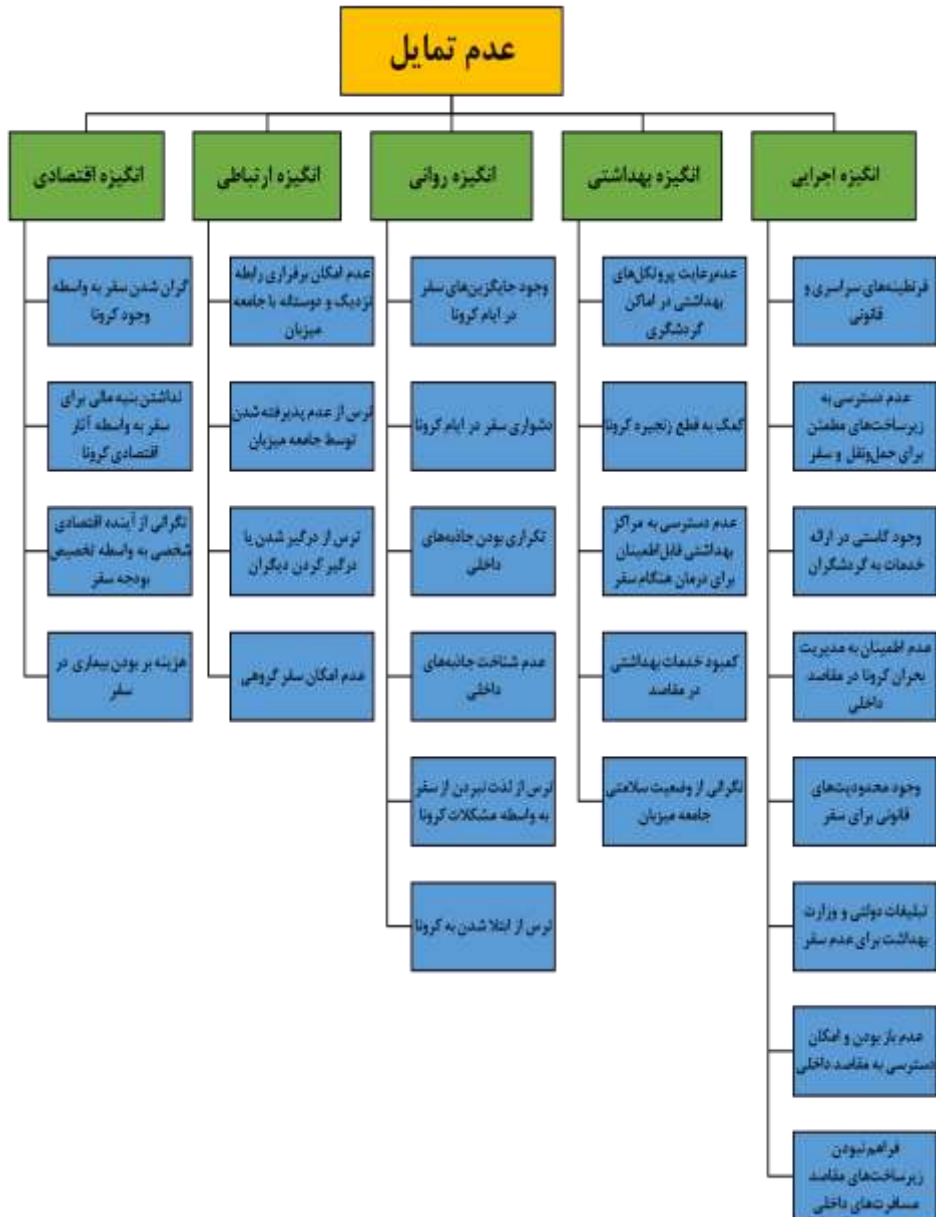 عدم تمایل
انگیزه اجرایی
قرنطینه‌های سراسری و
قانونی
عدم دسترسی به
زیرساخت‌های مطمئن
برای حمل‌ونقل و سفر
وجود کاستی در ارائه
خدمات به گردشگران
عدم اطمینان به مدیریت
بحران کرونا در مقاصد
داخلی
وجود محدودیت‌های
قانونی برای سفر
تبلیغات دولتی و وزارت
بهداشت برای عدم سفر
عدم باز بودن و امکان
دسترسی به مقاصد داخلی
فراهم نبودن
زیرساخت‌های مقاصد
مسافرت‌های داخلی
انگیزه بهداشتی
عدم‌رعایت پروتکل‌های
بهداشتی در اماکن
گردشگری
کمک به قطع زنجیره کرونا
عدم دسترسی به مراکز
بهداشتی قابل‌اطمینان
برای درمان هنگام سفر
کمبود خدمات بهداشتی
در مقاصد
نگرانی از وضعیت سلامتی
جامعه میزبان
انگیزه روانی
وجود جایگزین‌های سفر
در ایام کرونا
دشواری سفر در ایام کرونا
تکراری بودن جاذبه‌های
داخلی
عدم شناخت جاذبه‌های
داخلی
ترس از لذت نبردن از سفر
به واسطه مشکلات کرونا
ترس از ابتلا شدن به کرونا
انگیزه ارتباطی
عدم امکان برقراری رابطه
نزدیک و دوستانه با جامعه
میزبان
ترس از عدم پذیرفته شدن
توسط جامعه میزبان
ترس از درگیر شدن یا
درگیر کردن دیگران
عدم امکان سفر گروهی
انگیزه اقتصادی
گران شدن سفر به واسطه
وجود کرونا
نداشتن بنیه مالی برای
سفر به واسطه آثار
اقتصادی کرونا
نگرانی از آینده اقتصادی
شخصی به واسطه تخصیص
بودجه سفر
هزینه بر بودن بیماری در
سفر